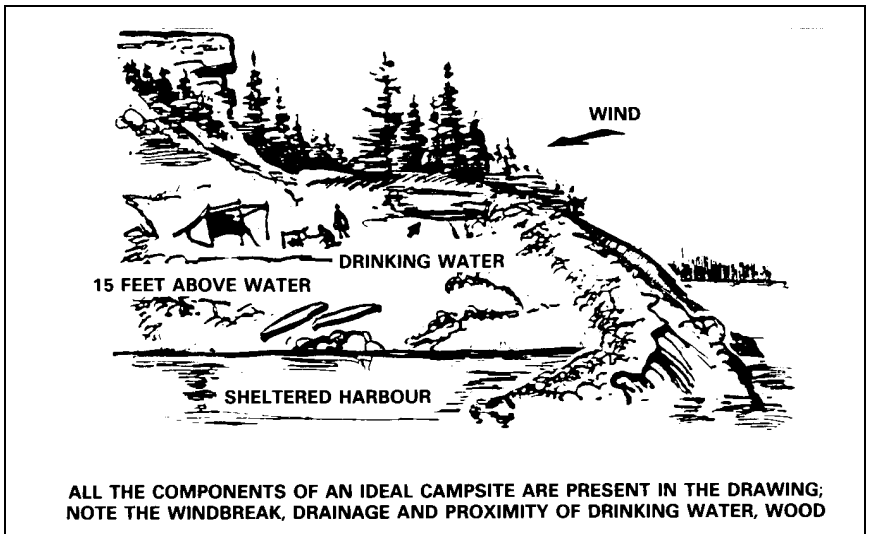 WIND
DRINKING WATER
15 FEET ABOVE WATER
SHELTERED HARBOUR
ALL THE COMPONENTS OF AN IDEAL CAMPSITE ARE PRESENT IN THE DRAWING;
NOTE THE WINDBREAK, DRAINAGE AND PROXIMITY OF DRINKING WATER, WOOD